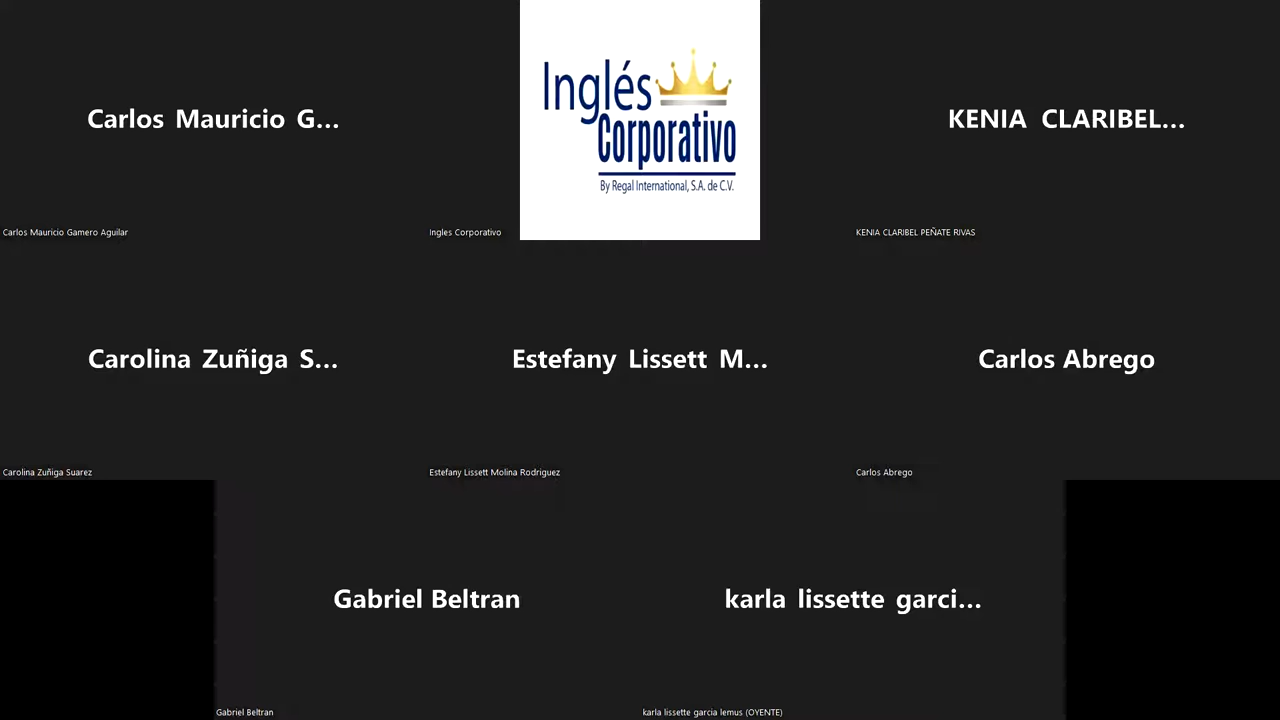 Carlos Mauricio G...
Carlos Mauricio Gamero Aguilar
Inglés
Corporativo
By Regal International, S.A. de C.V.
Ingles Corporativo
KENIA CLARIBEL...
KENIA CLARIBEL PEÑATE RIVAS
Carolina Zuñiga S...
Carolina Zuñiga Suarez
Estefany Lissett M...
Estefany Lissett Molina Rodriguez
Carlos Abrego
Carlos Abrego
Gabriel Beltran
Gabriel Beltran
karla lissette garci...
karla lissette garcia lemus (OYENTE)